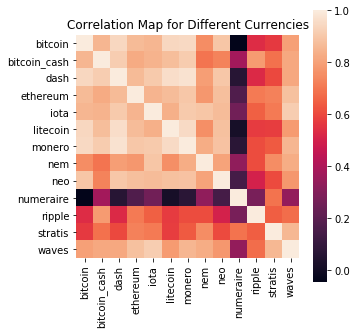 Correlation Map for Different Currencies
bitcoin
bitcoin_cash
dash
ethereum
iota
litecoin
monero
nem
neo
numeraire
ripple
stratis
waves
bitcoin
bitcoin_cash
dash
ethereum
iota
litecoin
monero
nem
neo
numeraire
ripple
stratis
waves
1.0
0.8
0.6
0.4
0.2
0.0